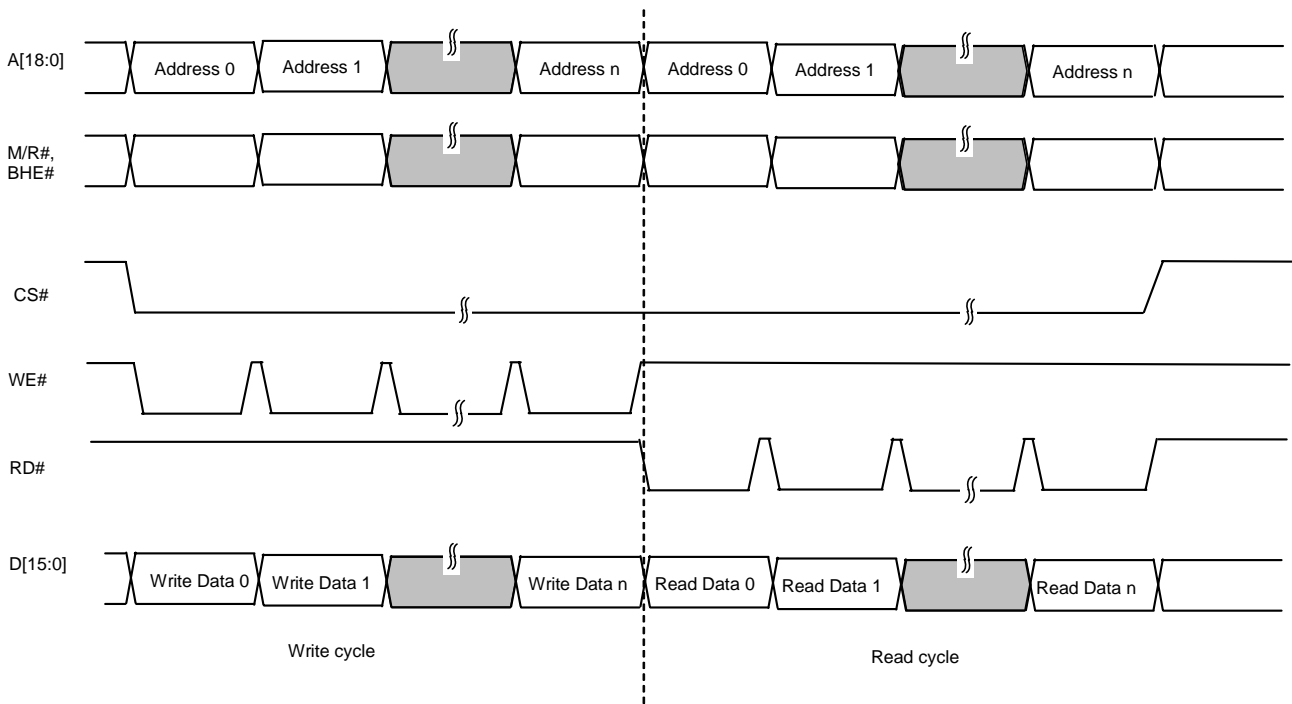 A[18:0]
Address 0 Address 1 Address n Address 0 Address 1 Address n
M/R#,
BHE#
CS#
WE#
RD#
D[15:0]
Write Data 0 Write Data 1 Write Data n Read Data 0 Read Data 1 Read Data n
Write cycle Read cycle